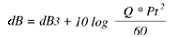 dB = dB3 + 10 log Q * Pt² / 60